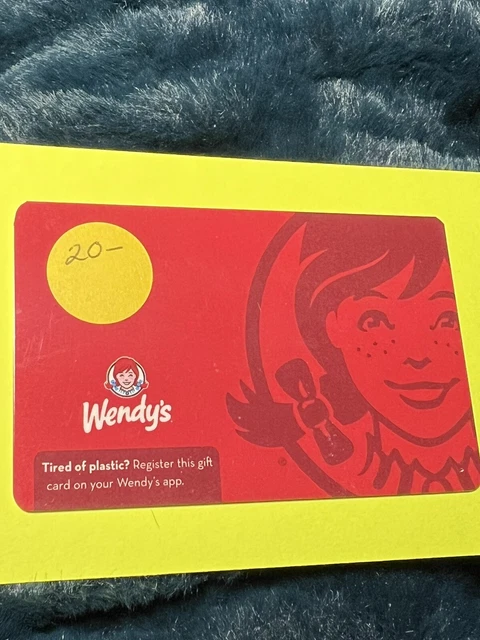 20-
Wendy's
Tired of plastic? Register this gift
card on your Wendy's app.